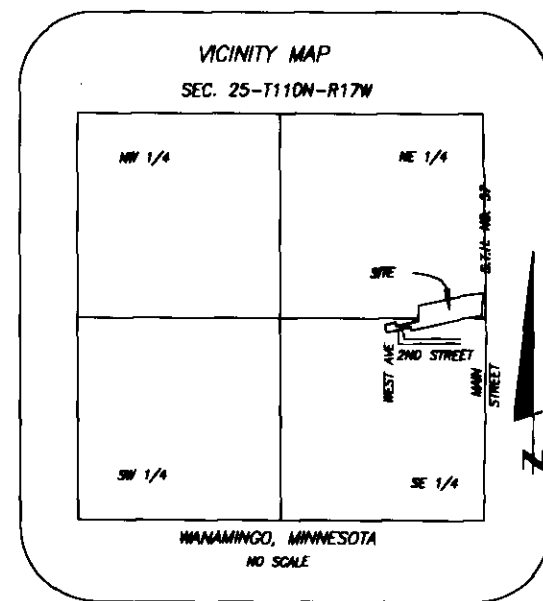 VICINITY MAP
SEC. 25-T110N-R17W
NW 1/4
NE 1/4
SITE
WEST AVE
2ND STREET
MAIN
STREET
SW 1/4
SE 1/4
WANAMINGO, MINNESOTA
NO SCALE